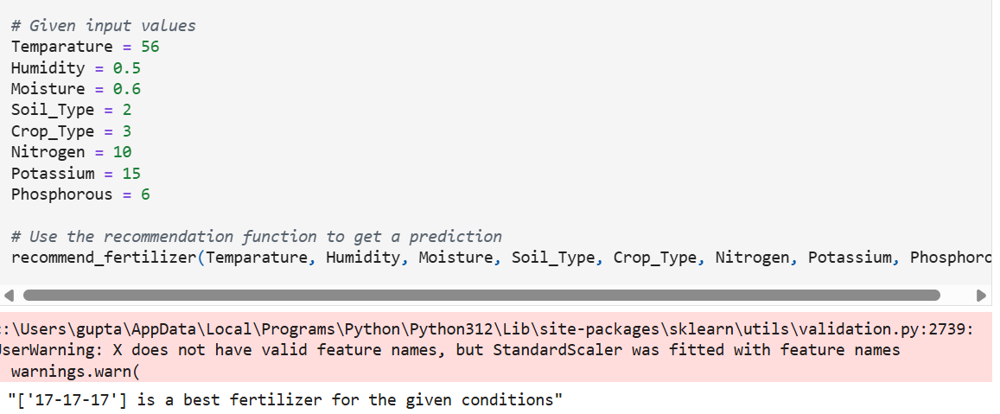 # Given input values
Temparature = 56
Humidity = 0.5
Moisture = 0.6
Soil_Type = 2
Crop_Type = 3
Nitrogen = 10
Potassium = 15
Phosphorous = 6
# Use the recommendation function to get a prediction
recommend_fertilizer(Temparature, Humidity, Moisture, Soil_Type, Crop_Type, Nitrogen, Potassium, Phosphoro
:\Users\gupta\AppData\Local\Programs\Python\Python312\Lib\site-packages\sklearn\utils\validation.py:2739:
UserWarning: X does not have valid feature names, but StandardScaler was fitted with feature names
warnings.warn(
"['17-17-17'] is a best fertilizer for the given conditions"